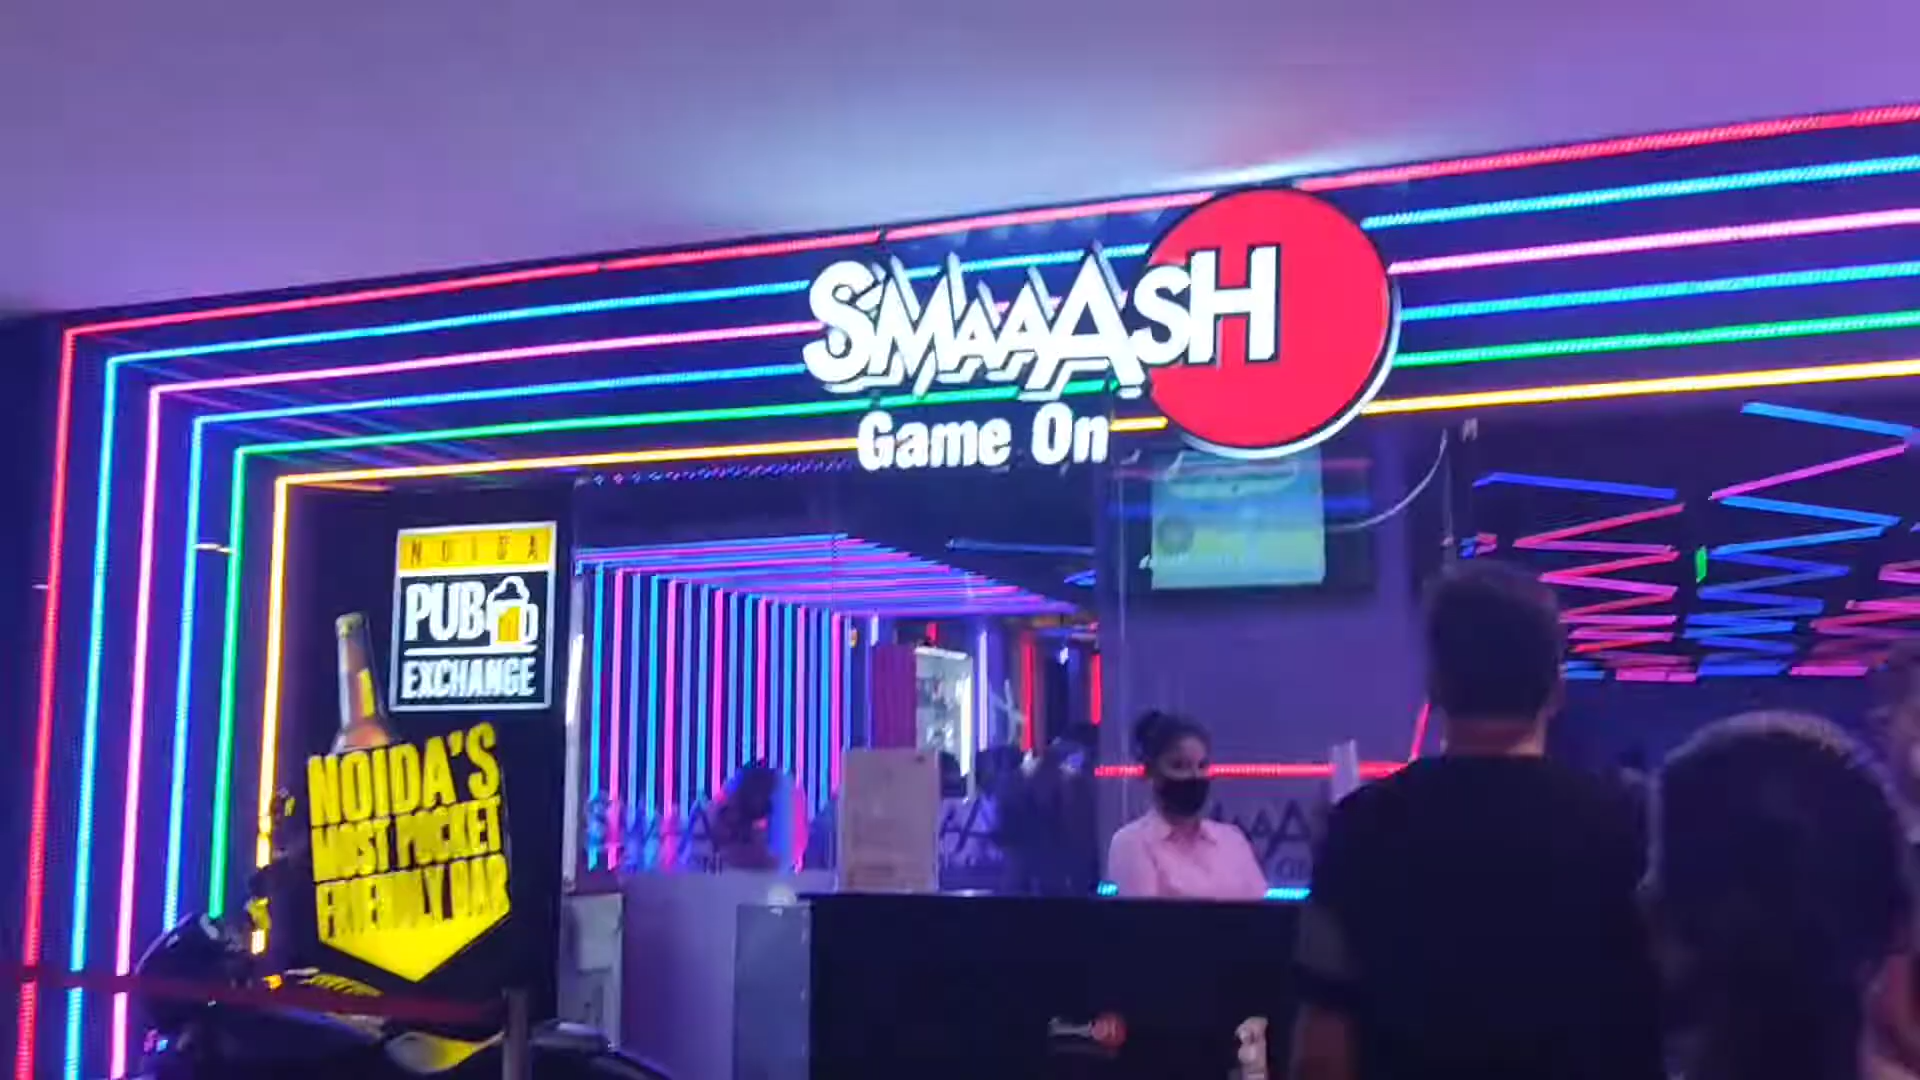 SMAAASH
Game On
NOIDA
PUB
EXCHANGE
NOIDA'S
MOST POCKET
FRIENDLY BAR